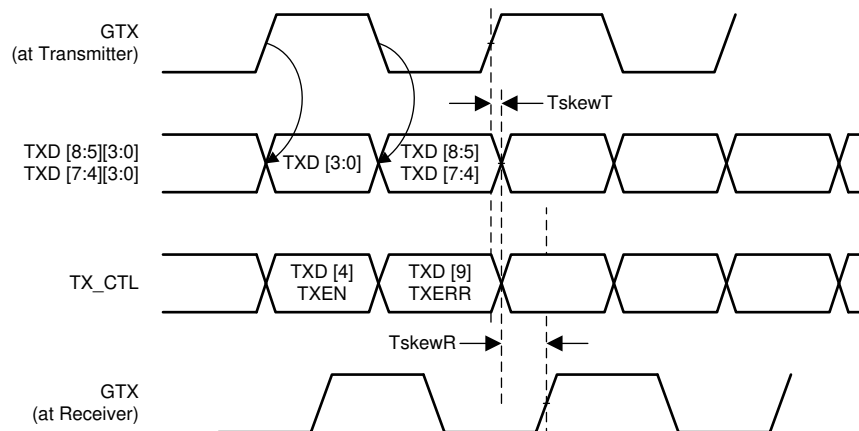 GTX
(at Transmitter)
TskewT
TXD [8:5][3:0]
TXD [7:4][3:0]
TXD [3:0]
TXD [8:5]
TXD [7:4]
TX_CTL
TXD [4]
TXEN
TXD [9]
TXERR
TskewR
GTX
(at Receiver)